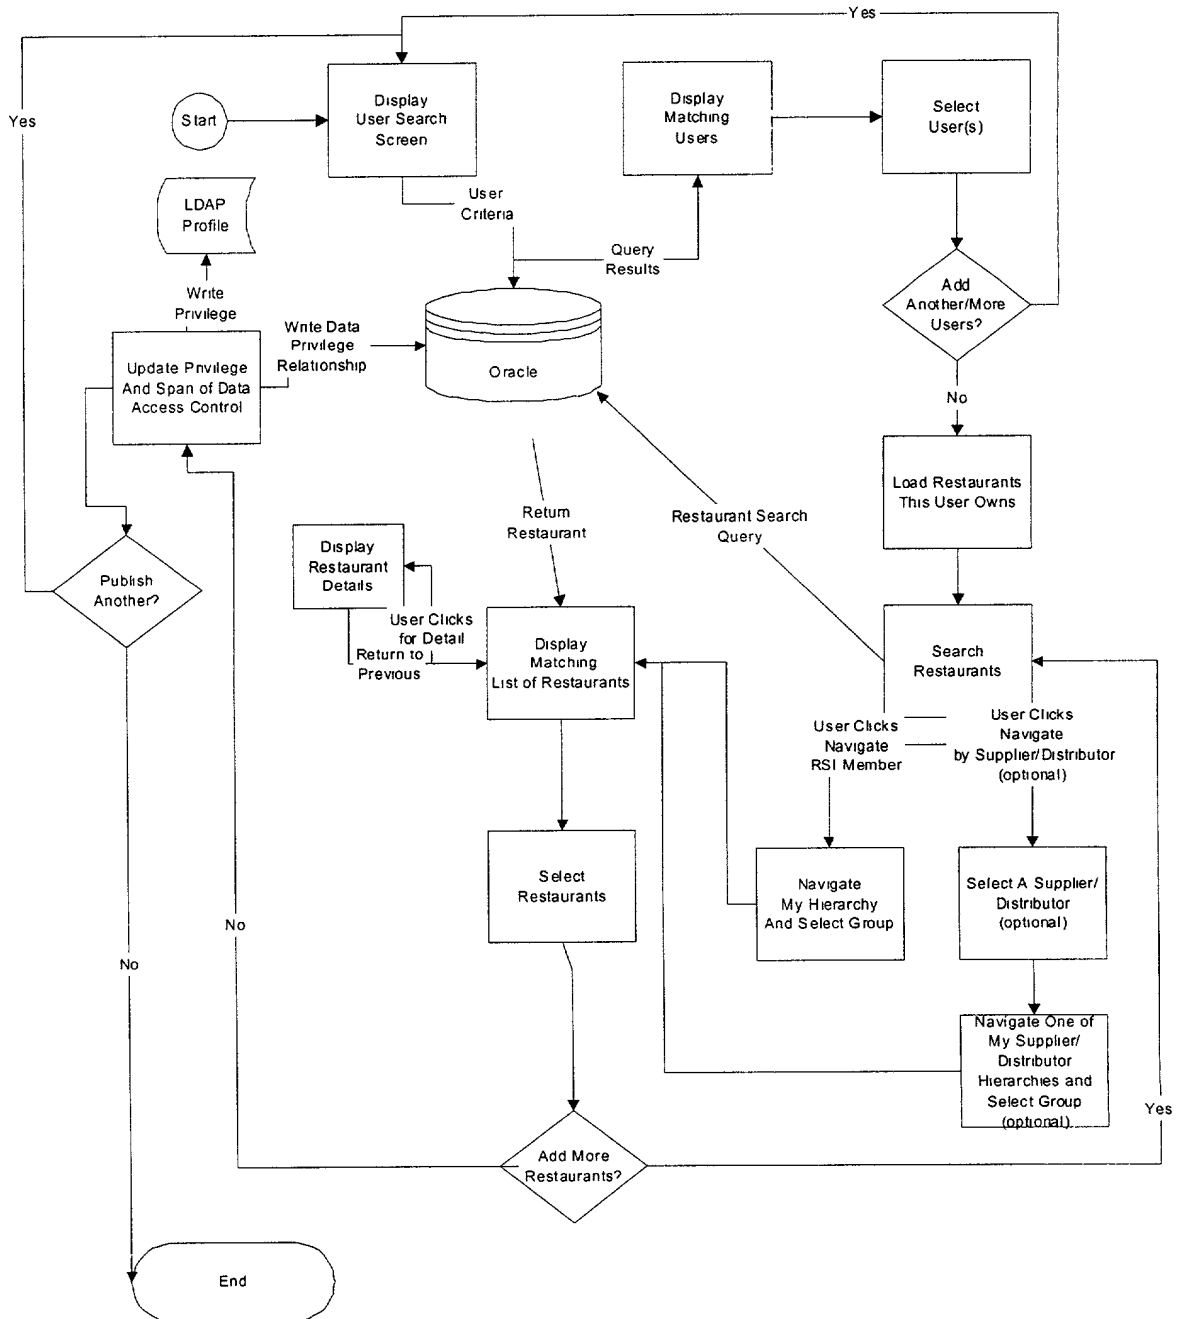 Yes
Yes
Start
Display
User Search
Screen
Display
Matching
Users
Select
User(s)
LDAP
Profile
User
Criteria
Query
Results
Write
Privilege
Add
Another/More
Users?
Write Data
Privilege
Relationship
Update Privilege
And Span of Data
Access Control
Oracle
No
Load Restaurants
This User Owns
Return
Restaurant
Restaurant Search
Query
Display
Restaurant
Details
Publish
Another?
User Clicks
for Detail
Return to
Previous
Display
Matching
List of Restaurants
Search
Restaurants
User Clicks
Navigate
RSI Member
User Clicks
Navigate
by Supplier/Distributor
(optional)
Select
Restaurants
Navigate
My Hierarchy
And Select Group
Select A Supplier/
Distributor
(optional)
No
No
Navigate One of
My Supplier/
Distributor
Hierarchies and
Select Group
(optional)
Yes
Add More
Restaurants?
End